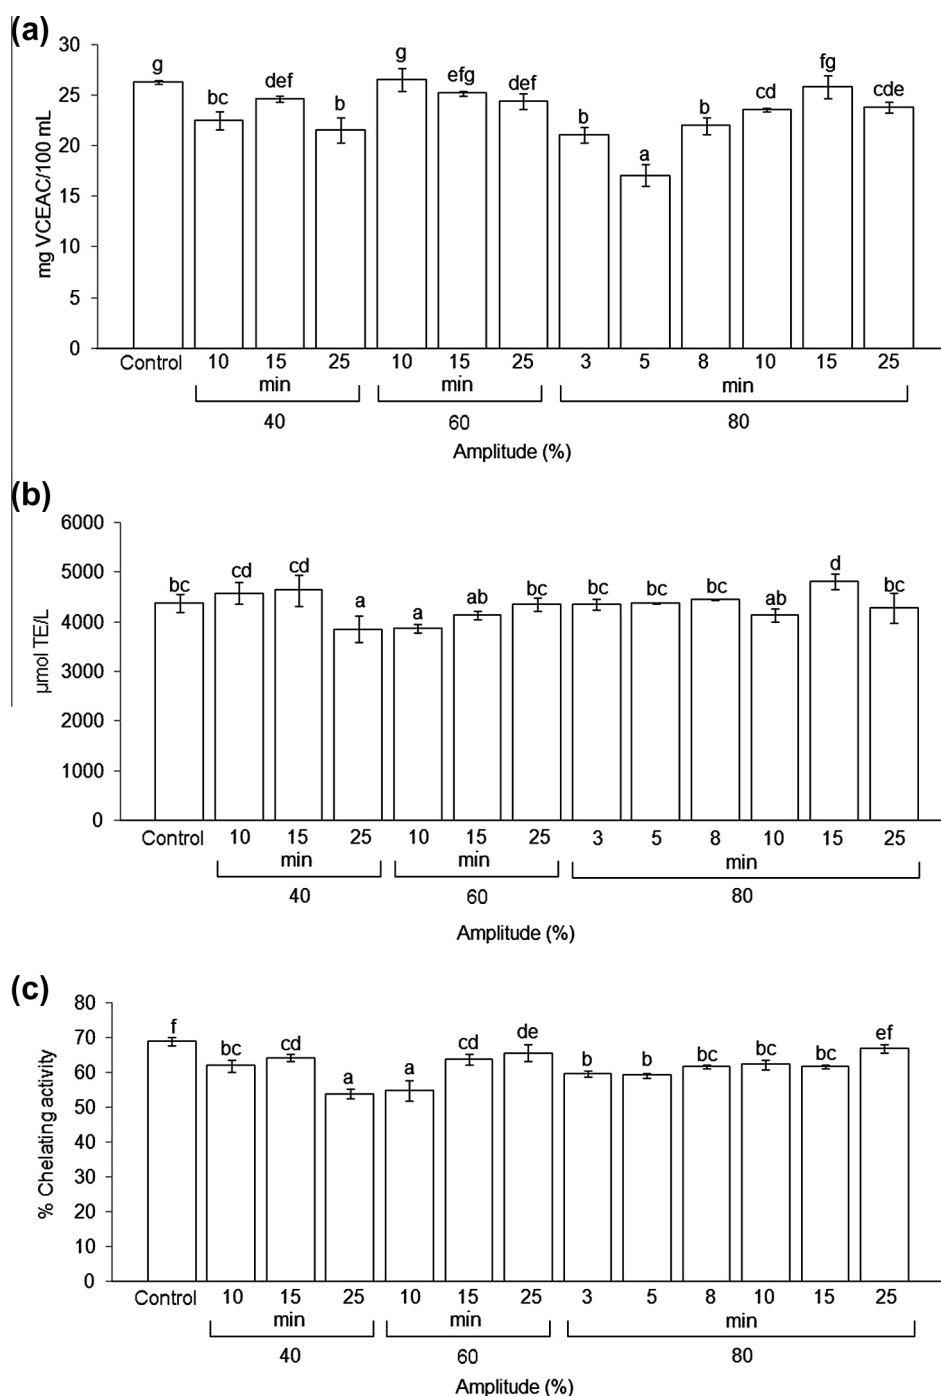 (a)
30
25
20
15
10
5
0
mg VCEAC/100 mL
g bc def b g efg def b a b cd fg cde
Control 10 15 25 10 15 25 3 5 8 10 15 25
min min min
40 60 80
Amplitude (%)
(b)
6000
5000
4000
3000
2000
1000
0
µmol TE/L
bc cd cd a a ab bc bc bc bc ab d bc
Control 10 15 25 10 15 25 3 5 8 10 15 25
min min min
40 60 80
Amplitude (%)
(c)
80
70
60
50
40
30
20
10
0
% Chelating activity
f bc cd a a cd de b b bc bc bc ef
Control 10 15 25 10 15 25 3 5 8 10 15 25
min min min
40 60 80
Amplitude (%)